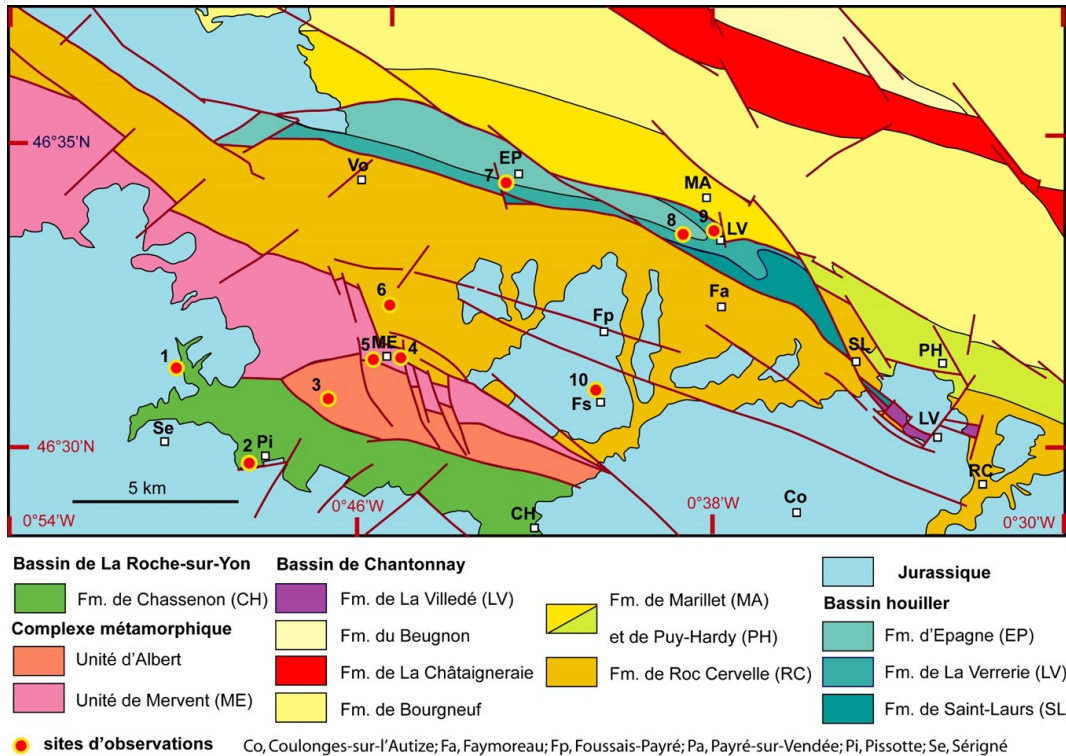 46°35'N
Vo
EP
7
MA
8
9
LV
6
Fa
Fp
ME
5
4
SL
PH
1
3
10
Fs
LV
46°30'N
Se
2
Pi
RC
5 km
Co
0°54'W
0°46'W
CH
0°38'W
0°30'W
Bassin de La Roche-sur-Yon
Fm. de Chassenon (CH)
Complexe métamorphique
Unité d'Albert
Unité de Mervent (ME)
Bassin de Chantonnay
Fm. de La Villedé (LV)
Fm. du Beugnon
Fm. de La Châtaigneraie
Fm. de Bourgneuf
Fm. de Marillet (MA)
et de Puy-Hardy (PH)
Fm. de Roc Cervelle (RC)
Jurassique
Bassin houiller
Fm. d'Epagne (EP)
Fm. de La Verrerie (LV)
Fm. de Saint-Laurs (SL
sites d'observations
Co, Coulonges-sur-l'Autize; Fa, Faymoreau; Fp, Foussais-Payré; Pa, Payré-sur-Vendée; Pi, Pissotte; Se, Sérigné